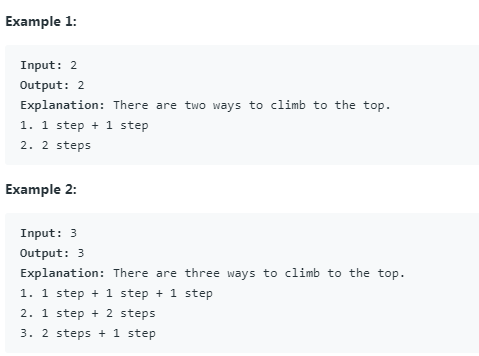 Example 1:
Input: 2
Output: 2
Explanation: There are two ways to climb to the top.
1. 1 step + 1 step
2. 2 steps
Example 2:
Input: 3
Output: 3
Explanation: There are three ways to climb to the top.
1. 1 step + 1 step + 1 step
2. 1 step + 2 steps
3. 2 steps + 1 step